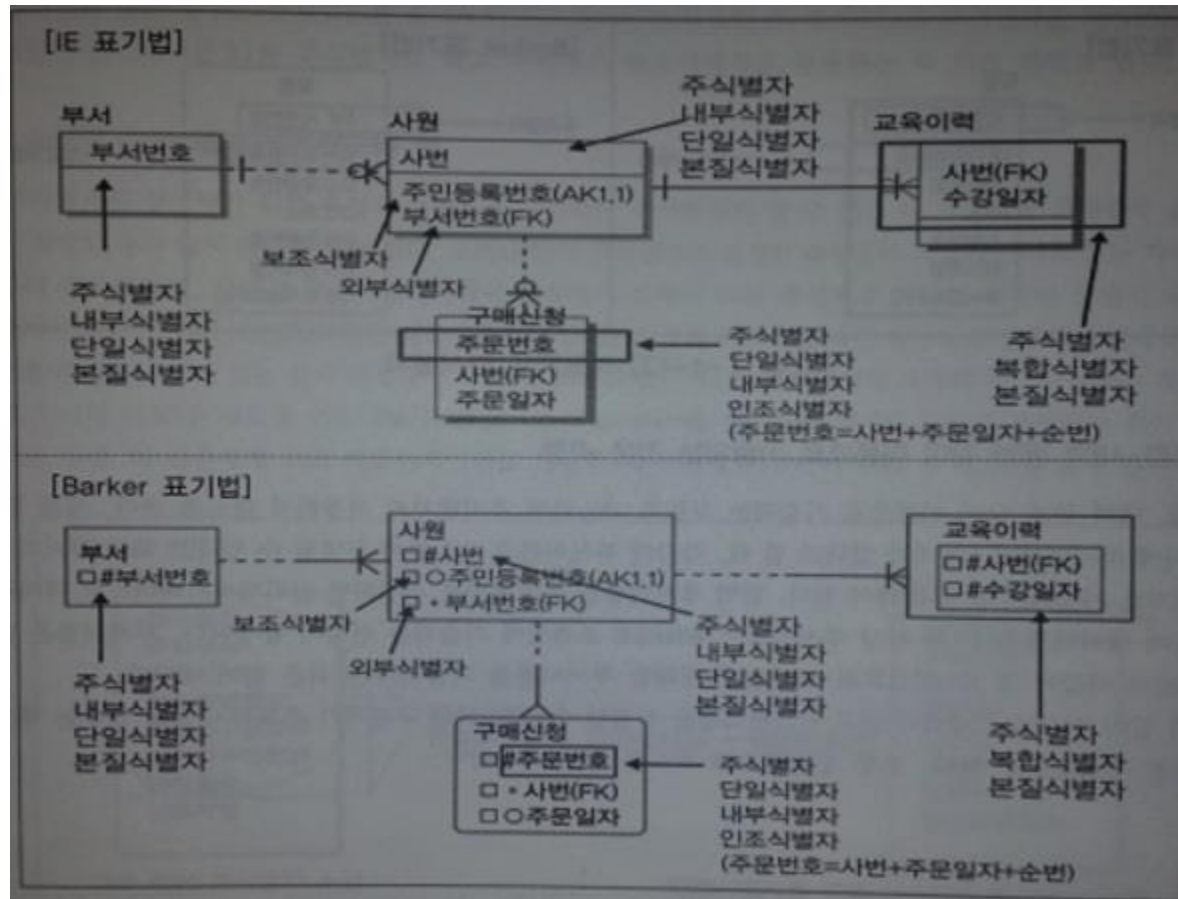 [IE 표기법]
부서
부서번호
주식별자
내부식별자
단일식별자
본질식별자
사원
사번
주민등록번호(AK1,1)
부서번호(FK)
보조식별자
외부식별자
주식별자
내부식별자
단일식별자
본질식별자
교육이력
사번(FK)
수강일자
주식별자
복합식별자
본질식별자
구매신청
주문번호
사번(FK)
주문일자
주식별자
단일식별자
내부식별자
인조식별자
(주문번호=사번+주문일자+순번)
[Barker 표기법]
부서
□#부서번호
주식별자
내부식별자
단일식별자
본질식별자
사원
□#사번
□○주민등록번호(AK1,1)
□・부서번호(FK)
보조식별자
외부식별자
주식별자
내부식별자
단일식별자
본질식별자
교육이력
□#사번(FK)
□#수강일자
주식별자
복합식별자
본질식별자
구매신청
□#주문번호
□・사번(FK)
□○주문일자
주식별자
단일식별자
내부식별자
인조식별자
(주문번호=사번+주문일자+순번)